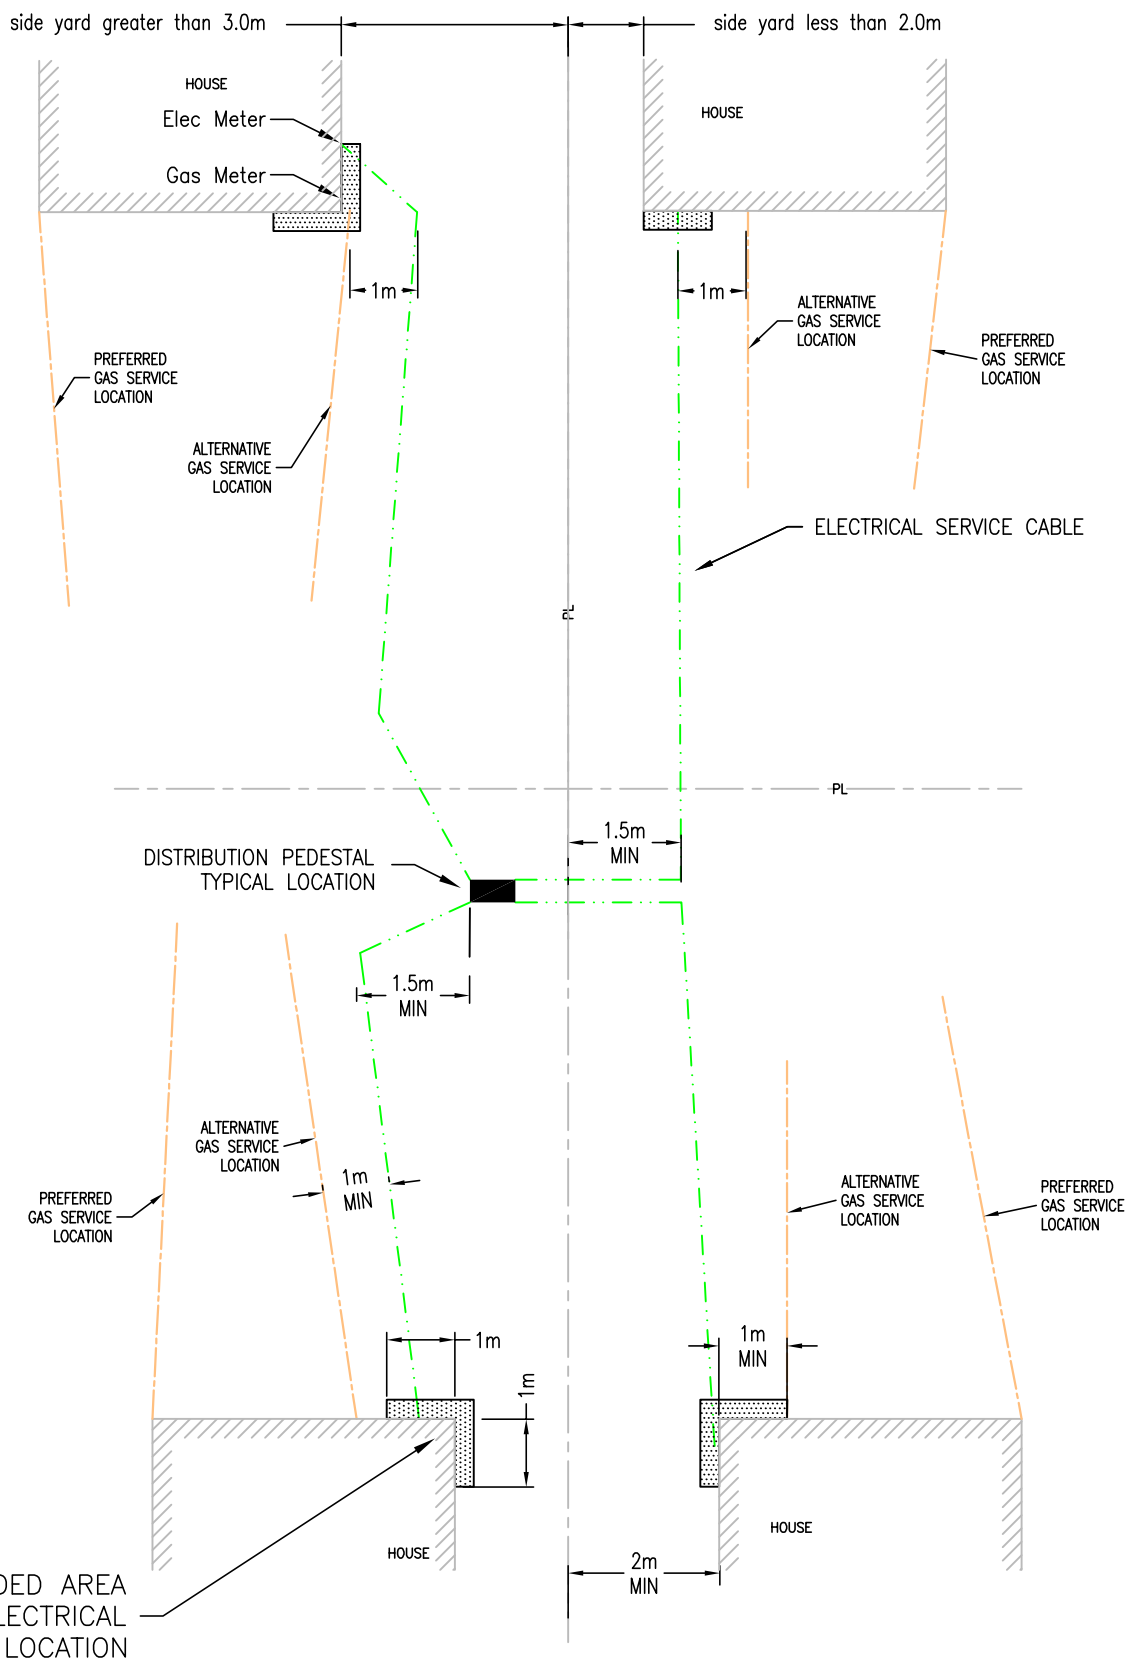 side yard greater than 3.0m
side yard less than 2.0m
HOUSE
HOUSE
Elec Meter
Gas Meter
1m
1m
ALTERNATIVE
GAS SERVICE
LOCATION
PREFERRED
GAS SERVICE
LOCATION
PREFERRED
GAS SERVICE
LOCATION
ALTERNATIVE
GAS SERVICE
LOCATION
ELECTRICAL SERVICE CABLE
PL
PL
1.5m
MIN
DISTRIBUTION PEDESTAL
TYPICAL LOCATION
1.5m
MIN
ALTERNATIVE
GAS SERVICE
LOCATION
1m
MIN
PREFERRED
GAS SERVICE
LOCATION
ALTERNATIVE
GAS SERVICE
LOCATION
PREFERRED
GAS SERVICE
LOCATION
1m
1m
1m
MIN
HOUSE
HOUSE
2m
MIN
DED AREA
LECTRICAL
LOCATION